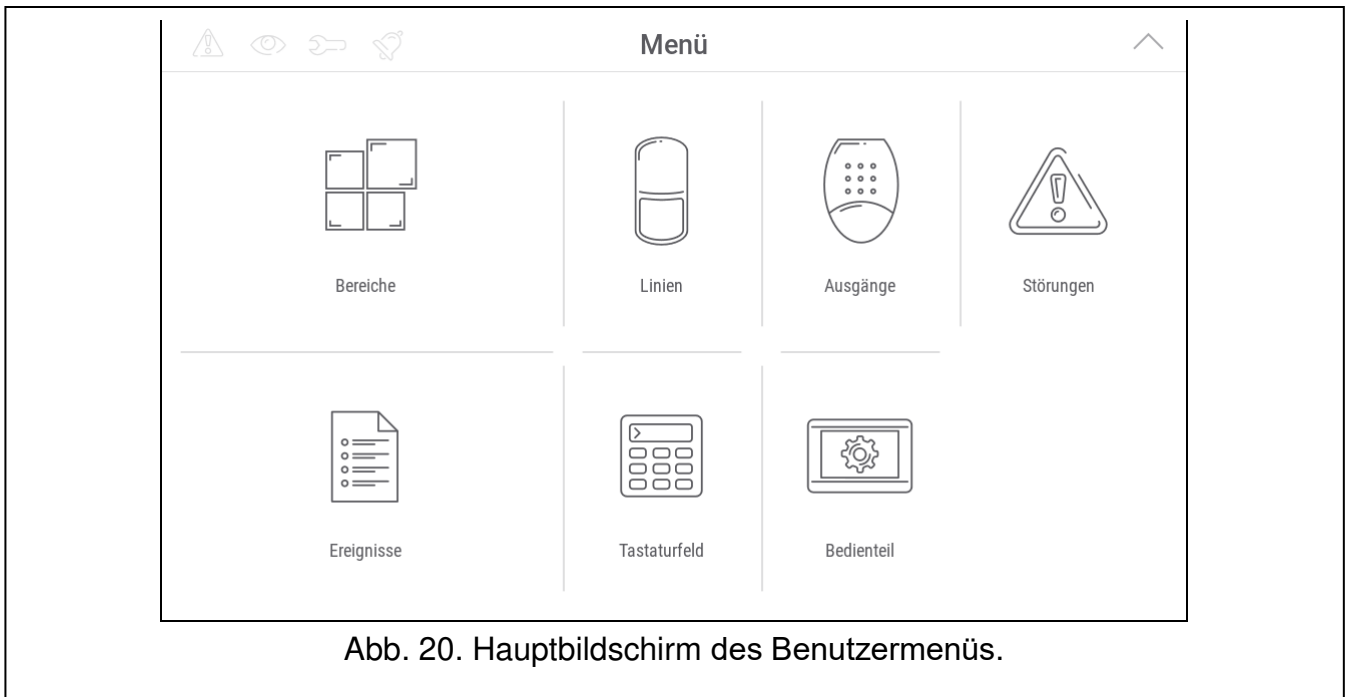 Menü
Bereiche
Linien
Ausgänge
Störungen
Ereignisse
Tastaturfeld
Bedienteil
Abb. 20. Hauptbildschirm des Benutzermenüs.